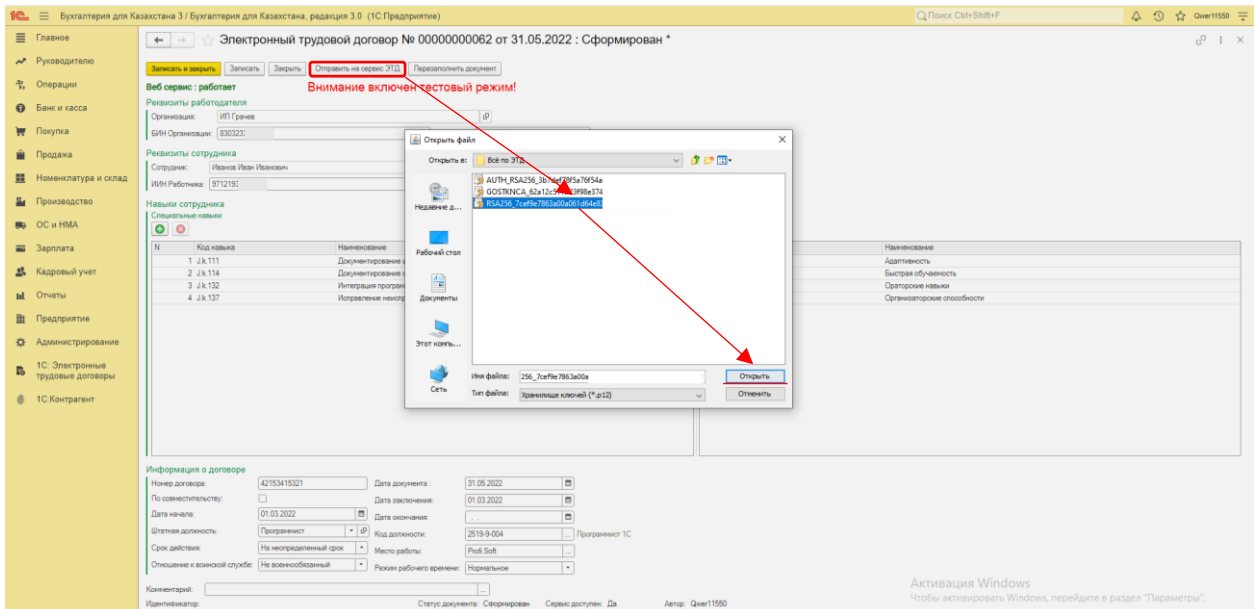 1С Бухгалтерия для Казахстана 3 / Бухгалтерия для Казахстана, редакция 3.0 (1С:Предприятие)
Поиск Ctrl+Shift+F
Qwer11550
Главное
Руководителю
Операции
Банк и касса
Покупка
Продажа
Номенклатура и склад
Производство
ОС и НМА
Зарплата
Кадровый учет
Отчеты
Предприятие
Администрирование
1С: Электронные
трудовые договоры
1С:Контрагент
Электронный трудовой договор № 00000000062 от 31.05.2022 : Сформирован *
Записать и закрыть Записать Закрыть Отправить на сервис ЭТД Перезаполнить документ
Веб сервис : работает Внимание включен тестовый режим!
Реквизиты работодателя
Организация: ИП Грачев
БИН Организации:
Реквизиты сотрудника
Сотрудник: Иванов Иван Иванович
ИИН Работника: 971219
Навыки сотрудника
Специальные навыки
N Код навыка Наименование
1 J.k.111 Документирование
2 J.k.114 Документирование
3 J.k.132 Интеграция програм
4 J.k.137 Исправление неиспр
Наименование
Адаптивность
Быстрая обучаемость
Ораторские навыки
Организаторские способности
Открыть файл
Открыть в: Всё по ЭТД
Недавние д...
Рабочий стол
Документы
Этот компь...
Сеть
AUTH_RSA256_
GOSTKNCA_
RSA256_7cef9e7863a00a061d64e83
Имя файла: 256_7cef9e7863a00a Открыть
Тип файла: Хранилище ключей (*.p12) Отменить
Информация о договоре
Номер договора: 42153415321 Дата документа : 31.05.2022
По совместительству: Дата заключения: 01.03.2022
Дата начала: 01.03.2022 Дата окончания: . .
Штатная должность: Программист Код должности: 2519-9-004 ... Программист 1С
Срок действия: На неопределенный срок Место работы: Profi Soft ...
Отношение к воинской службе: Не военнообязанный Режим рабочего времени: Нормальное
Комментарий: ...
Идентификатор: Статус документа: Сформирован Сервис доступен: Да Автор: Qwer11550
Активация Windows
Чтобы активировать Windows, перейдите в раздел "Параметры".